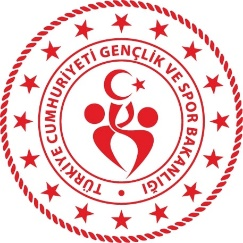 TÜRKİYE CUMHURİYETİ GENÇLİK VE SPOR BAKANLIĞI